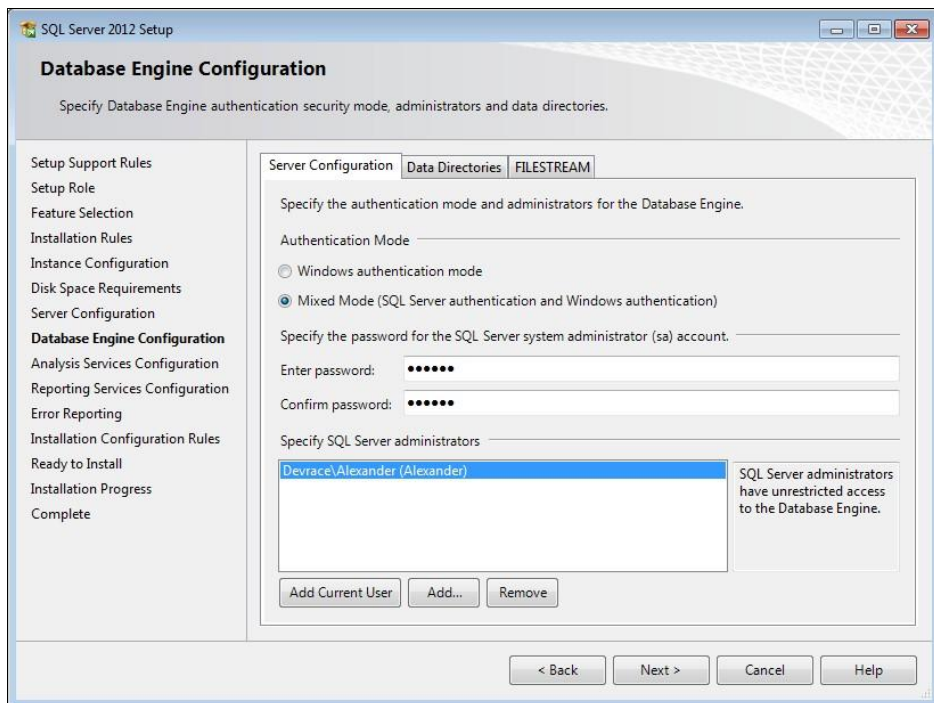 SQL Server 2012 Setup
Database Engine Configuration
Specify Database Engine authentication security mode, administrators and data directories.
Setup Support Rules
Setup Role
Feature Selection
Installation Rules
Instance Configuration
Disk Space Requirements
Server Configuration
Database Engine Configuration
Analysis Services Configuration
Reporting Services Configuration
Error Reporting
Installation Configuration Rules
Ready to Install
Installation Progress
Complete
Server Configuration Data Directories FILESTREAM
Specify the authentication mode and administrators for the Database Engine.
Authentication Mode
Windows authentication mode
Mixed Mode (SQL Server authentication and Windows authentication)
Specify the password for the SQL Server system administrator (sa) account.
Enter password: ●●●●●●
Confirm password: ●●●●●●
Specify SQL Server administrators
Devrace\Alexander (Alexander)
SQL Server administrators
have unrestricted access
to the Database Engine.
Add Current User Add... Remove
< Back Next > Cancel Help